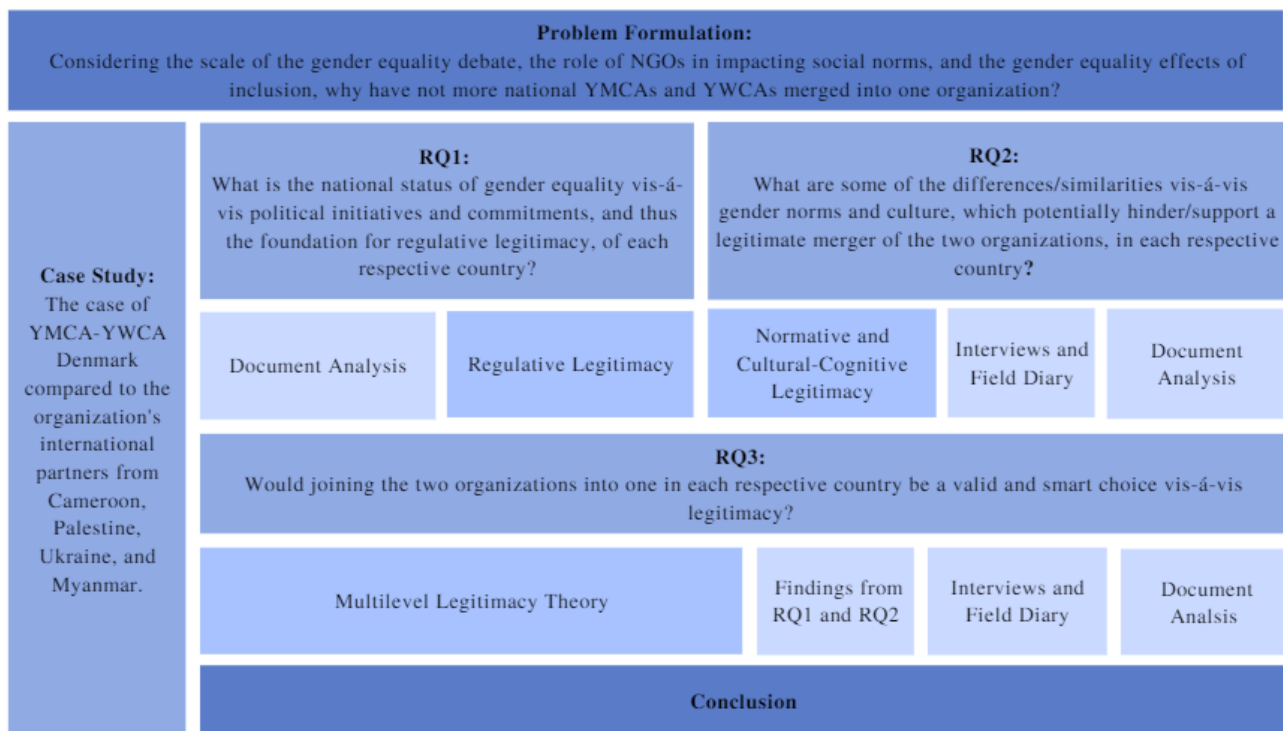 Problem Formulation:
Considering the scale of the gender equality debate, the role of NGOs in impacting social norms, and the gender equality effects of
inclusion, why have not more national YMCAs and YWCAs merged into one organization?
Case Study:
The case of
YMCA-YWCA
Denmark
compared to the
organization's
international
partners from
Cameroon,
Palestine,
Ukraine, and
Myanmar.
RQ1:
What is the national status of gender equality vis-á-
vis political initiatives and commitments, and thus
the foundation for regulative legitimacy, of each
respective country?
RQ2:
What are some of the differences/similarities vis-á-vis
gender norms and culture, which potentially hinder/support a
legitimate merger of the two organizations, in each respective
country?
Document Analysis
Regulative Legitimacy
Normative and
Cultural-Cognitive
Legitimacy
Interviews and
Field Diary
Document
Analysis
RQ3:
Would joining the two organizations into one in each respective country be a valid and smart choice vis-á-vis
legitimacy?
Multilevel Legitimacy Theory
Findings from
RQ1 and RQ2
Interviews and
Field Diary
Document
Analsis
Conclusion